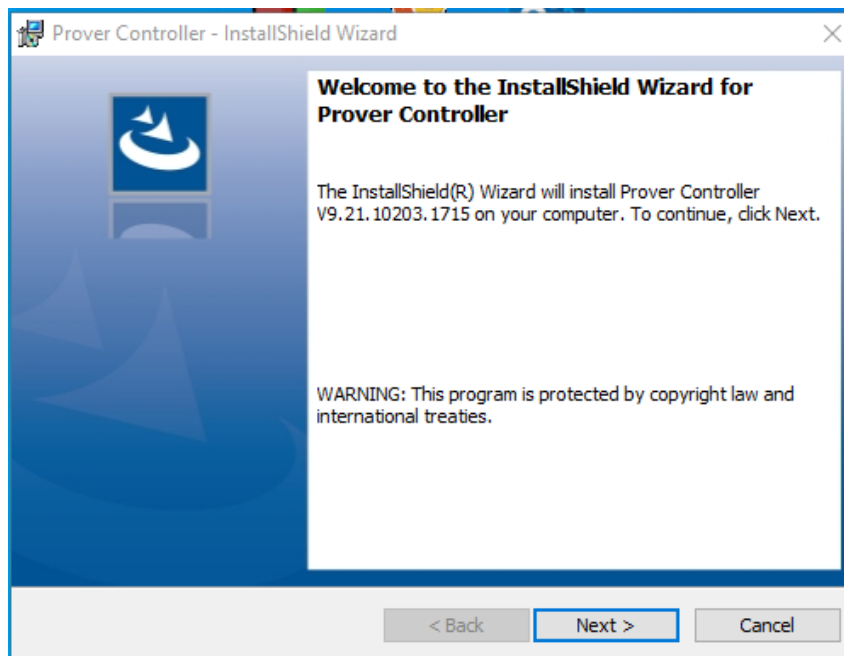 Prover Controller - InstallShield Wizard
Welcome to the InstallShield Wizard for
Prover Controller
The InstallShield(R) Wizard will install Prover Controller
V9.21.10203.1715 on your computer. To continue, click Next.
WARNING: This program is protected by copyright law and
international treaties.
< Back
Next >
Cancel